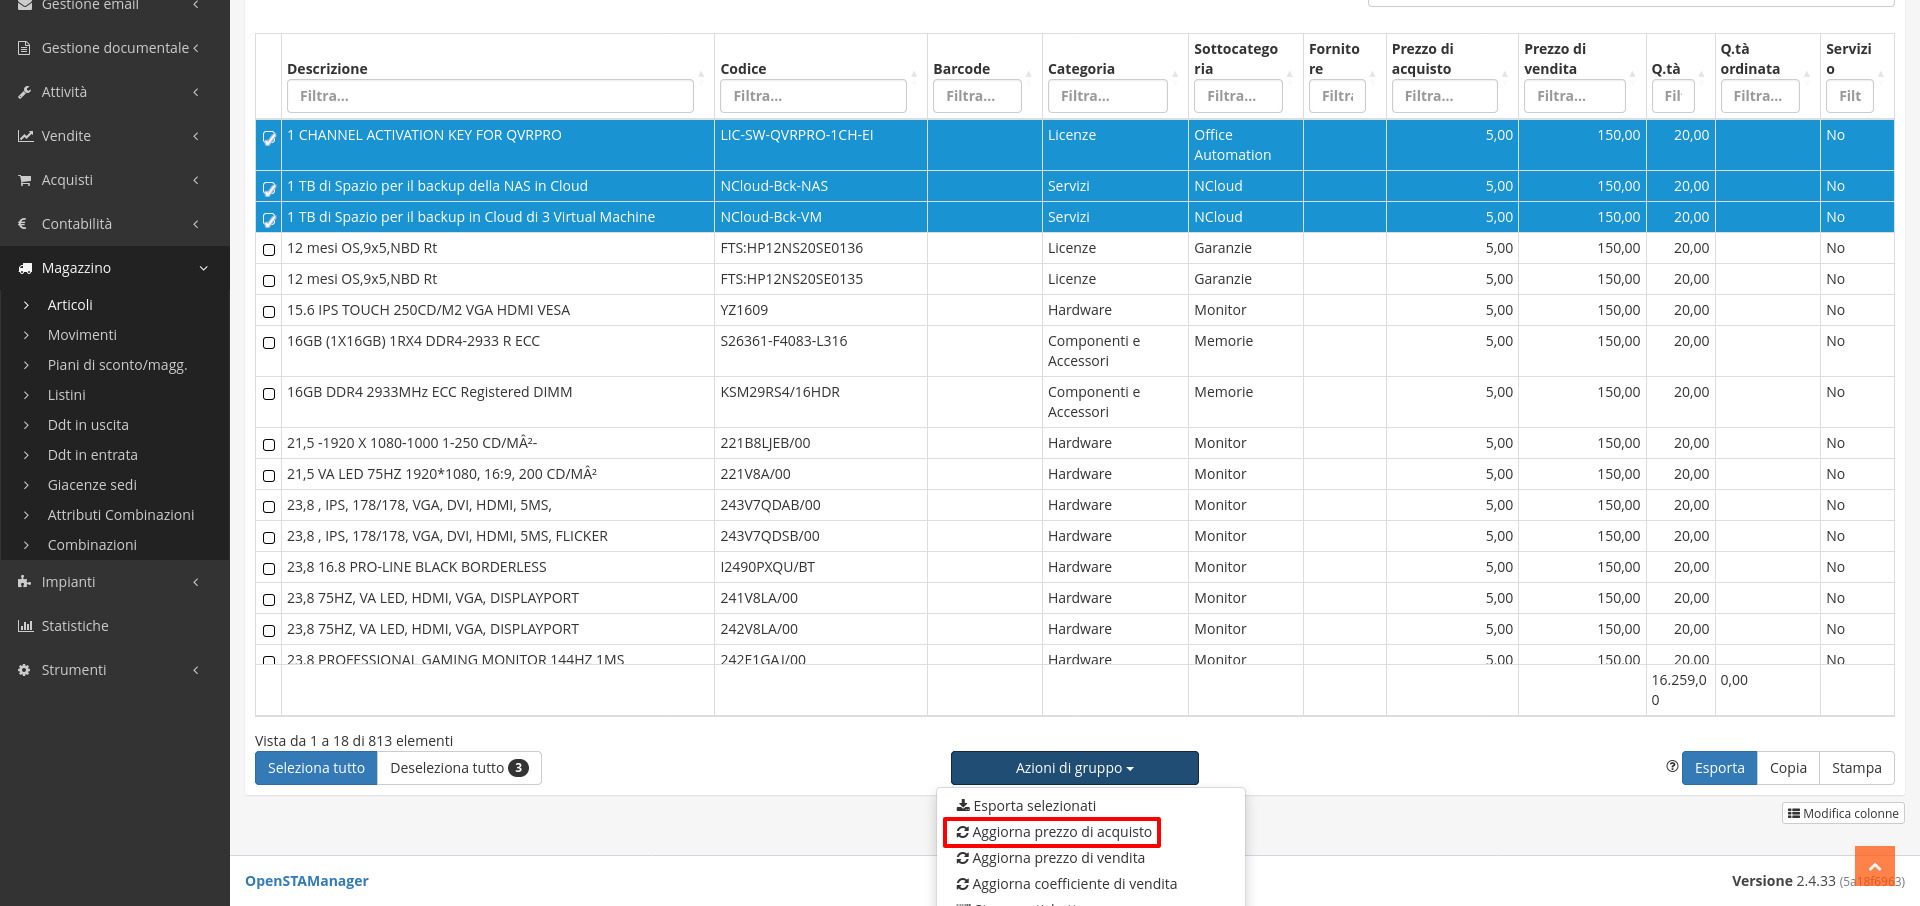 Gestione email
Gestione documentale
Attività
Vendite
Acquisti
Contabilità
Magazzino
Articoli
Movimenti
Piani di sconto/magg.
Listini
Ddt in uscita
Ddt in entrata
Giacenze sedi
Attributi Combinazioni
Combinazioni
Impianti
Statistiche
Strumenti
Descrizione Codice Barcode Categoria Sottocatego ria Fornito re Prezzo di acquisto Prezzo di vendita Q.tà Q.tà ordinata Servizi o
Filtra... Filtra... Filtra... Filtra... Filtra... Filtra Filtra... Filtra... Fil Filtra... Filt
1 CHANNEL ACTIVATION KEY FOR QVRPRO LIC-SW-QVRPRO-1CH-EI Licenze Office Automation 5,00 150,00 20,00 No
1 TB di Spazio per il backup della NAS in Cloud NCloud-Bck-NAS Servizi NCloud 5,00 150,00 20,00 No
1 TB di Spazio per il backup in Cloud di 3 Virtual Machine NCloud-Bck-VM Servizi NCloud 5,00 150,00 20,00 No
12 mesi OS,9x5,NBD Rt FTS:HP12NS20SE0136 Licenze Garanzie 5,00 150,00 20,00 No
12 mesi OS,9x5,NBD Rt FTS:HP12NS20SE0135 Licenze Garanzie 5,00 150,00 20,00 No
15.6 IPS TOUCH 250CD/M2 VGA HDMI VESA YZ1609 Hardware Monitor 5,00 150,00 20,00 No
16GB (1X16GB) 1RX4 DDR4-2933 R ECC S26361-F4083-L316 Componenti e Accessori Memorie 5,00 150,00 20,00 No
16GB DDR4 2933MHz ECC Registered DIMM KSM29RS4/16HDR Componenti e Accessori Memorie 5,00 150,00 20,00 No
21,5 -1920 X 1080-1000 1-250 CD/MÂ²- 221B8LJEB/00 Hardware Monitor 5,00 150,00 20,00 No
21,5 VA LED 75HZ 1920*1080, 16:9, 200 CD/MÂ² 221V8A/00 Hardware Monitor 5,00 150,00 20,00 No
23,8 , IPS, 178/178, VGA, DVI, HDMI, 5MS, 243V7QDAB/00 Hardware Monitor 5,00 150,00 20,00 No
23,8 , IPS, 178/178, VGA, DVI, HDMI, 5MS, FLICKER 243V7QDSB/00 Hardware Monitor 5,00 150,00 20,00 No
23,8 16.8 PRO-LINE BLACK BORDERLESS I2490PXQU/BT Hardware Monitor 5,00 150,00 20,00 No
23,8 75HZ, VA LED, HDMI, VGA, DISPLAYPORT 241V8LA/00 Hardware Monitor 5,00 150,00 20,00 No
23,8 75HZ, VA LED, HDMI, VGA, DISPLAYPORT 242V8LA/00 Hardware Monitor 5,00 150,00 20,00 No
23.8 PROFESSIONAL GAMING MONITOR 144HZ 1MS 242E1GAJ/00 Hardware Monitor 5,00 150,00 20,00 No
16.259,0 0 0,00
Vista da 1 a 18 di 813 elementi
Seleziona tutto Deseleziona tutto 3 Azioni di gruppo Esporta Copia Stampa
Esporta selezionati
Modifica colonne
Aggiorna prezzo di acquisto
Aggiorna prezzo di vendita
Aggiorna coefficiente di vendita
OpenSTAManager Versione 2.4.33 (5a18f6963)